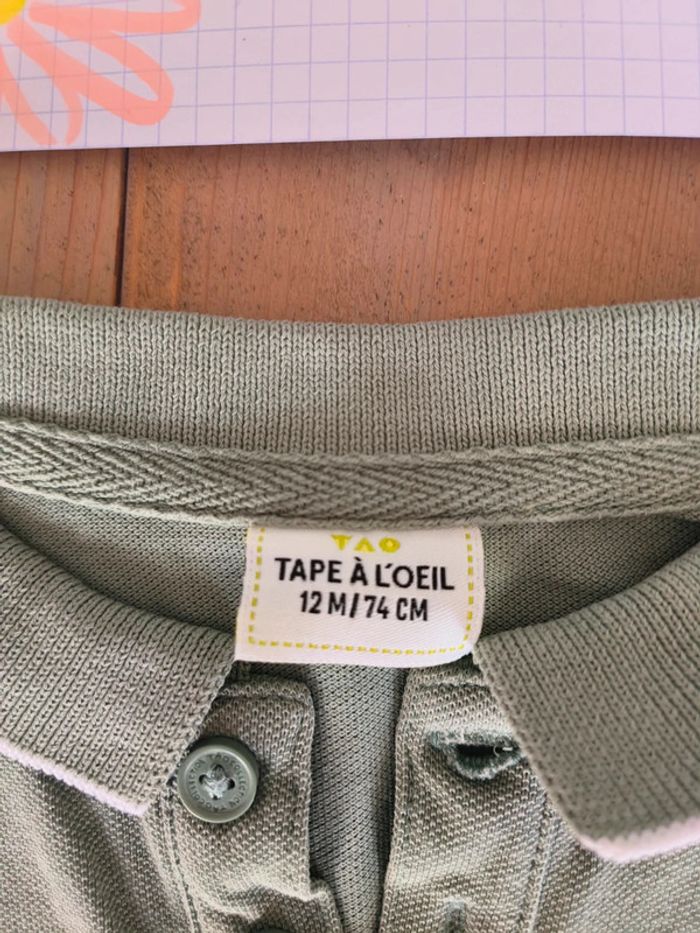 TAO
TAPE À L'OEIL
12 M / 74 CM